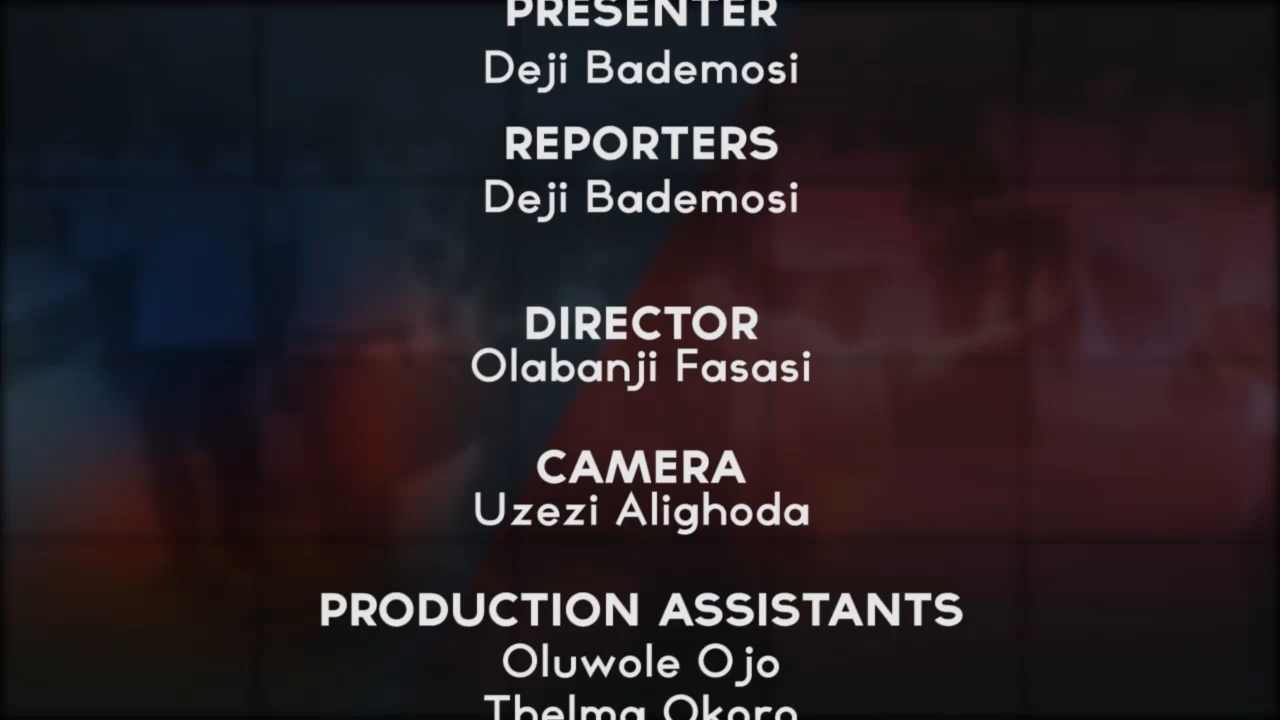 PRESENTER
Deji Bademosi
REPORTERS
Deji Bademosi
DIRECTOR
Olabanji Fasasi
CAMERA
Uzezi Alighoda
PRODUCTION ASSISTANTS
Oluwole Ojo
Thelma Okoro